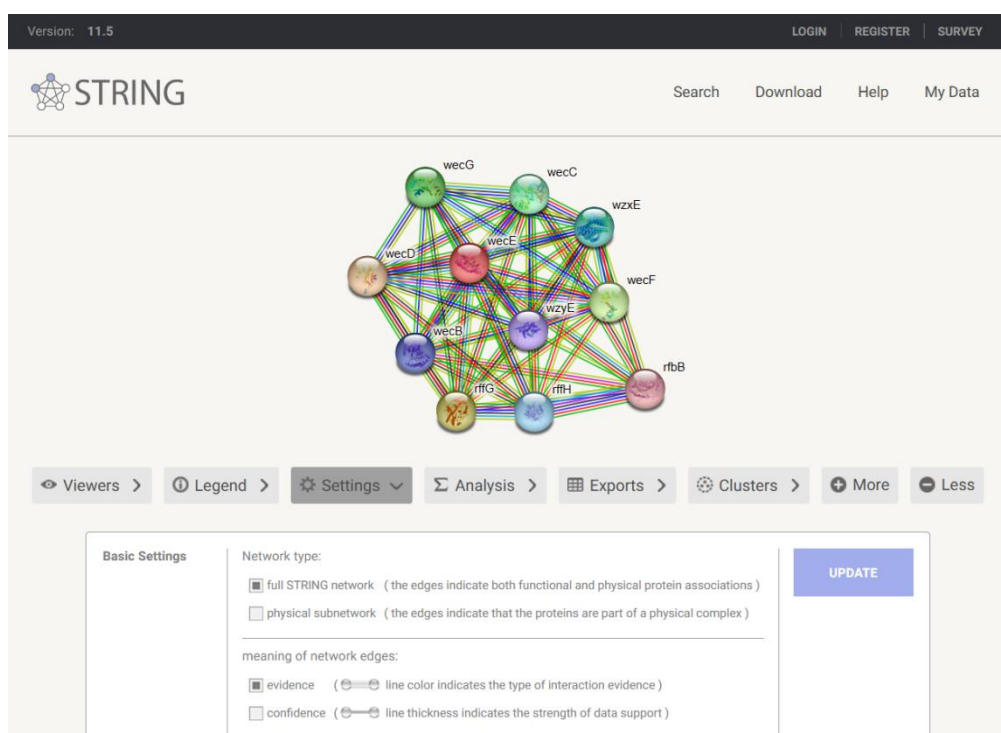 Version: 11.5 LOGIN REGISTER SURVEY
STRING Search Download Help My Data
wecG
wecC
wzxE
wecE
wecD
wecF
wzyE
wecB
rfbB
rffG
rffH
Viewers Legend Settings Analysis Exports Clusters More Less
Basic Settings Network type: UPDATE
full STRING network ( the edges indicate both functional and physical protein associations )
physical subnetwork ( the edges indicate that the proteins are part of a physical complex )
meaning of network edges:
evidence ( line color indicates the type of interaction evidence )
confidence ( line thickness indicates the strength of data support )